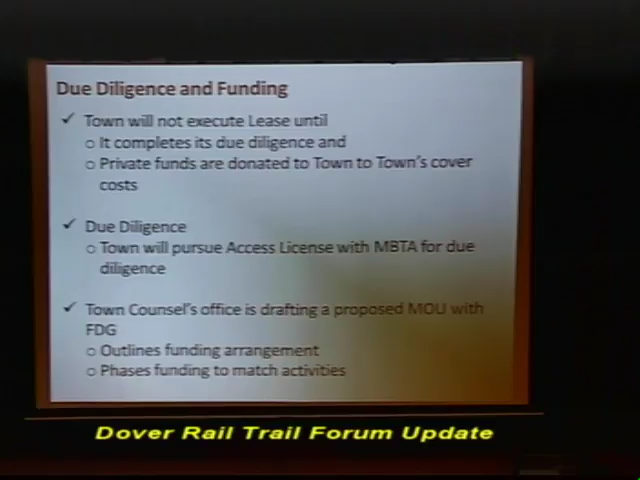 Due Diligence and Funding
✓ Town will not execute Lease until
o It completes its due diligence and
o Private funds are donated to Town to Town's cover
costs
✓ Due Diligence
o Town will pursue Access License with MBTA for due
diligence
✓ Town Counsel's office is drafting a proposed MOU with
FDG
o Outlines funding arrangement
o Phases funding to match activities
Dover Rail Trail Forum Update